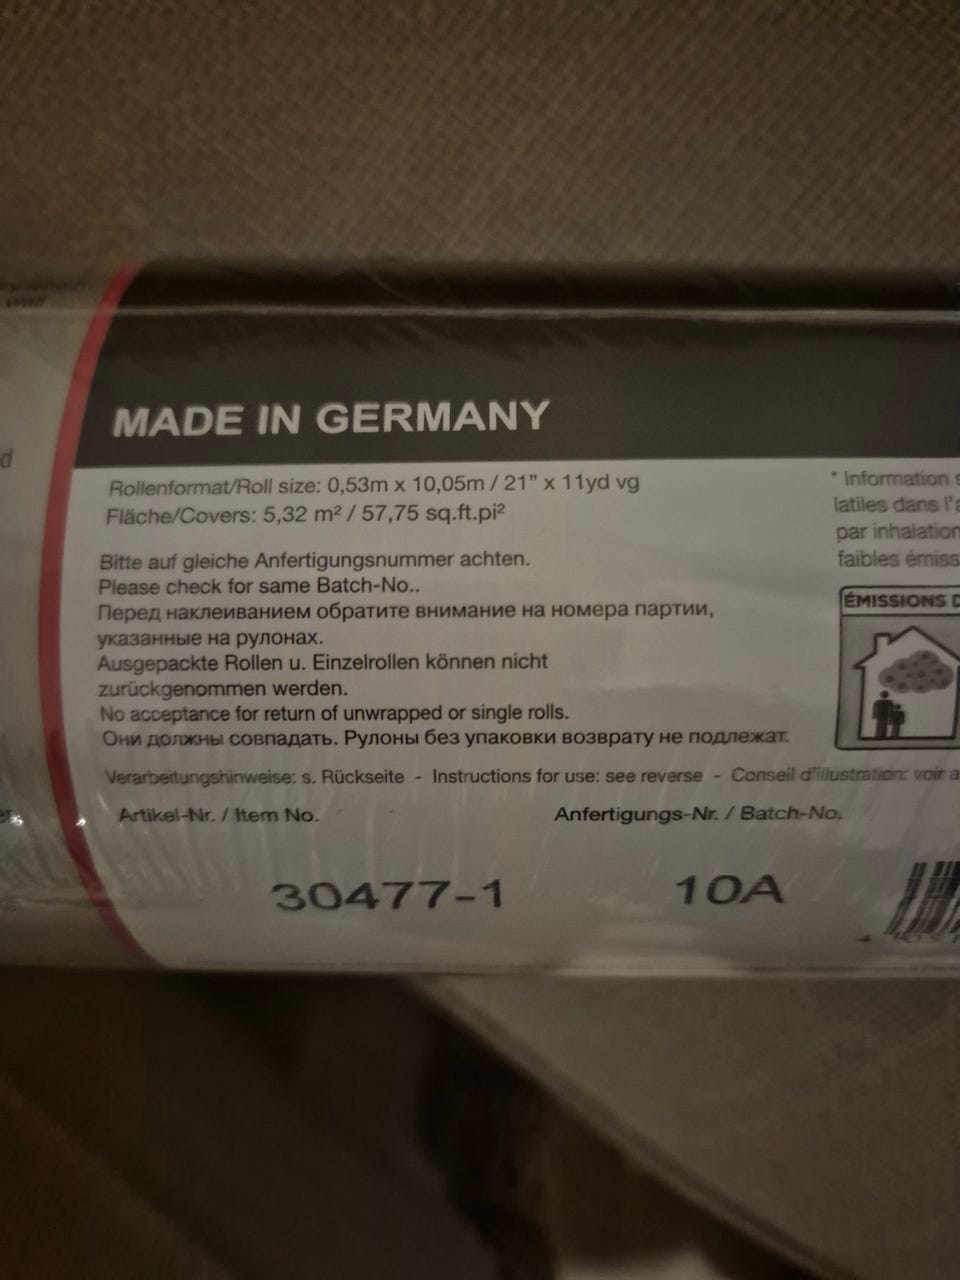 MADE IN GERMANY
Rollenformat/Roll size: 0,53m x 10,05m / 21" x 11yd vg
Fläche/Covers: 5,32 m² / 57,75 sq.ft.pi²
Bitte auf gleiche Anfertigungsnummer achten.
Please check for same Batch-No..
Перед наклеиванием обратите внимание на номера партии,
указанные на рулонах.
Ausgepackte Rollen u. Einzelrollen können nicht
zurückgenommen werden.
No acceptance for return of unwrapped or single rolls.
Они должны совпадать. Рулоны без упаковки возврату не подлежат.
Verarbeitungshinweise: s. Rückseite - Instructions for use: see reverse - Conseil d'illustration: voir a
Artikel-Nr. / Item No.
Anfertigungs-Nr. / Batch-No.
30477-1
10A
* Information s
latiles dans l'a
par inhalation
faibles émiss
ÉMISSIONS D